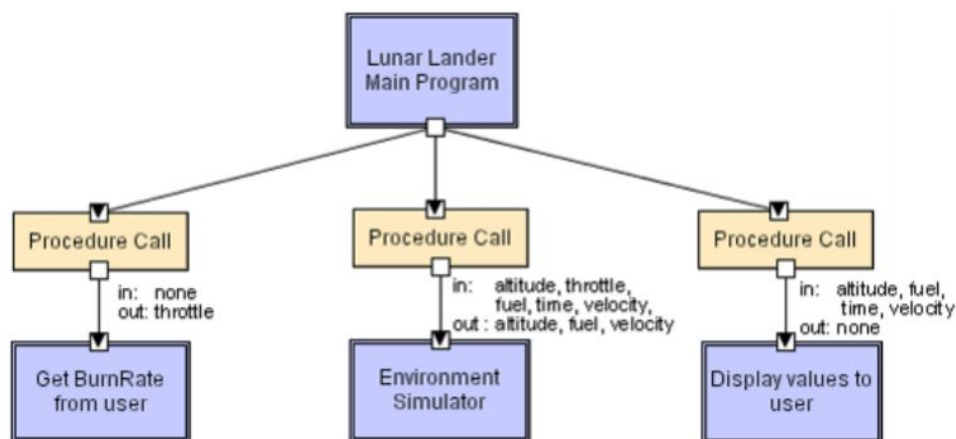 Lunar Lander
Main Program
Procedure Call
Procedure Call
Procedure Call
in: none
out: throttle
in: altitude, throttle,
fuel, time, velocity,
out : altitude, fuel, velocity
in: altitude, fuel,
time, velocity
out: none
Get BurnRate
from user
Environment
Simulator
Display values to
user